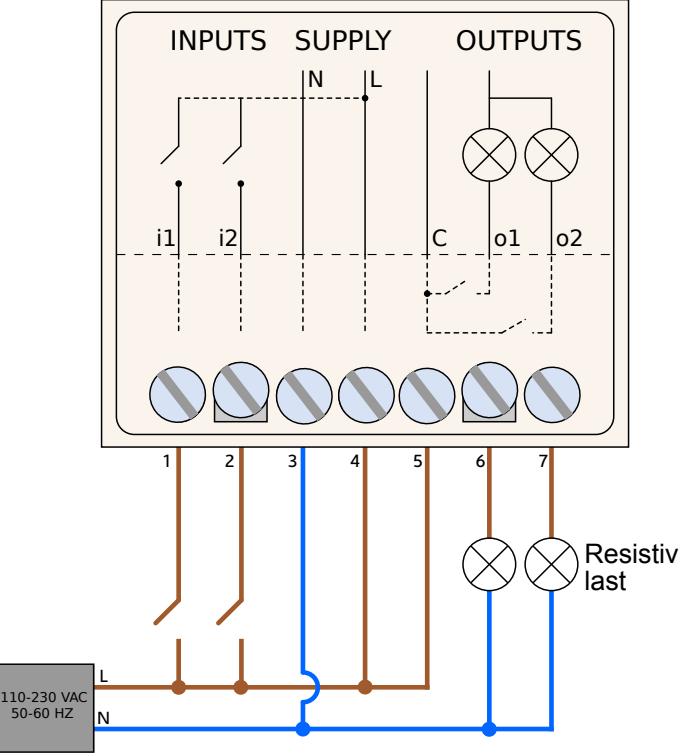 INPUTS SUPPLY OUTPUTS
N L
i1 i2 C o1 o2
1 2 3 4 5 6 7
Resistiv
last
L
110-230 VAC
50-60 HZ
N